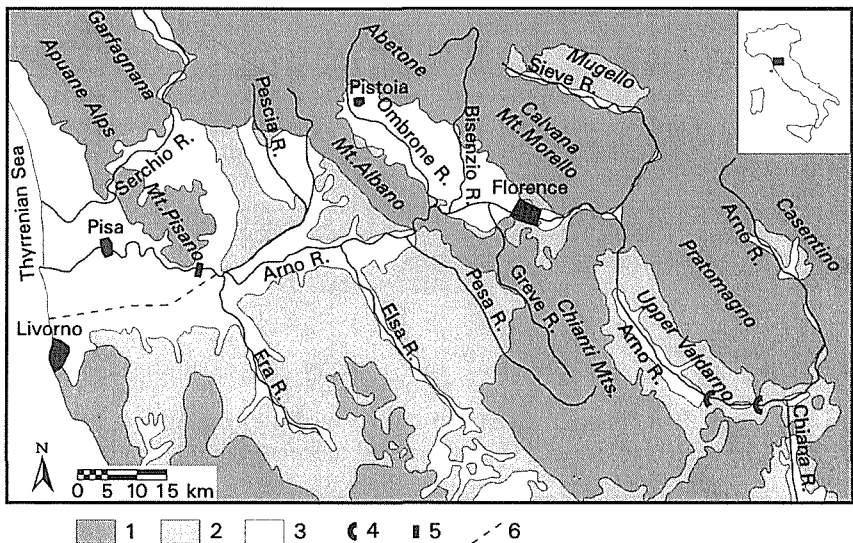 Garfagnana
Apuane Alps
Abetone
Mugello
Sieve R.
Pistoia
Pescia R.
Ombrone R.
Bisenzio R.
Calvana
Mt. Morello
Serchio R.
Mt. Albano
Florence
Thyrrenian Sea
Mt. Pisano
Pisa
Arno R.
Casentino
Arno R.
Pratomagno
Pesa R.
Greve R.
Chianti Mts.
Elsa R.
Upper Valdarno
Arno R.
Livorno
Era R.
Chiana R.
N
0 5 10 15 km
1 2 3 4 5 6